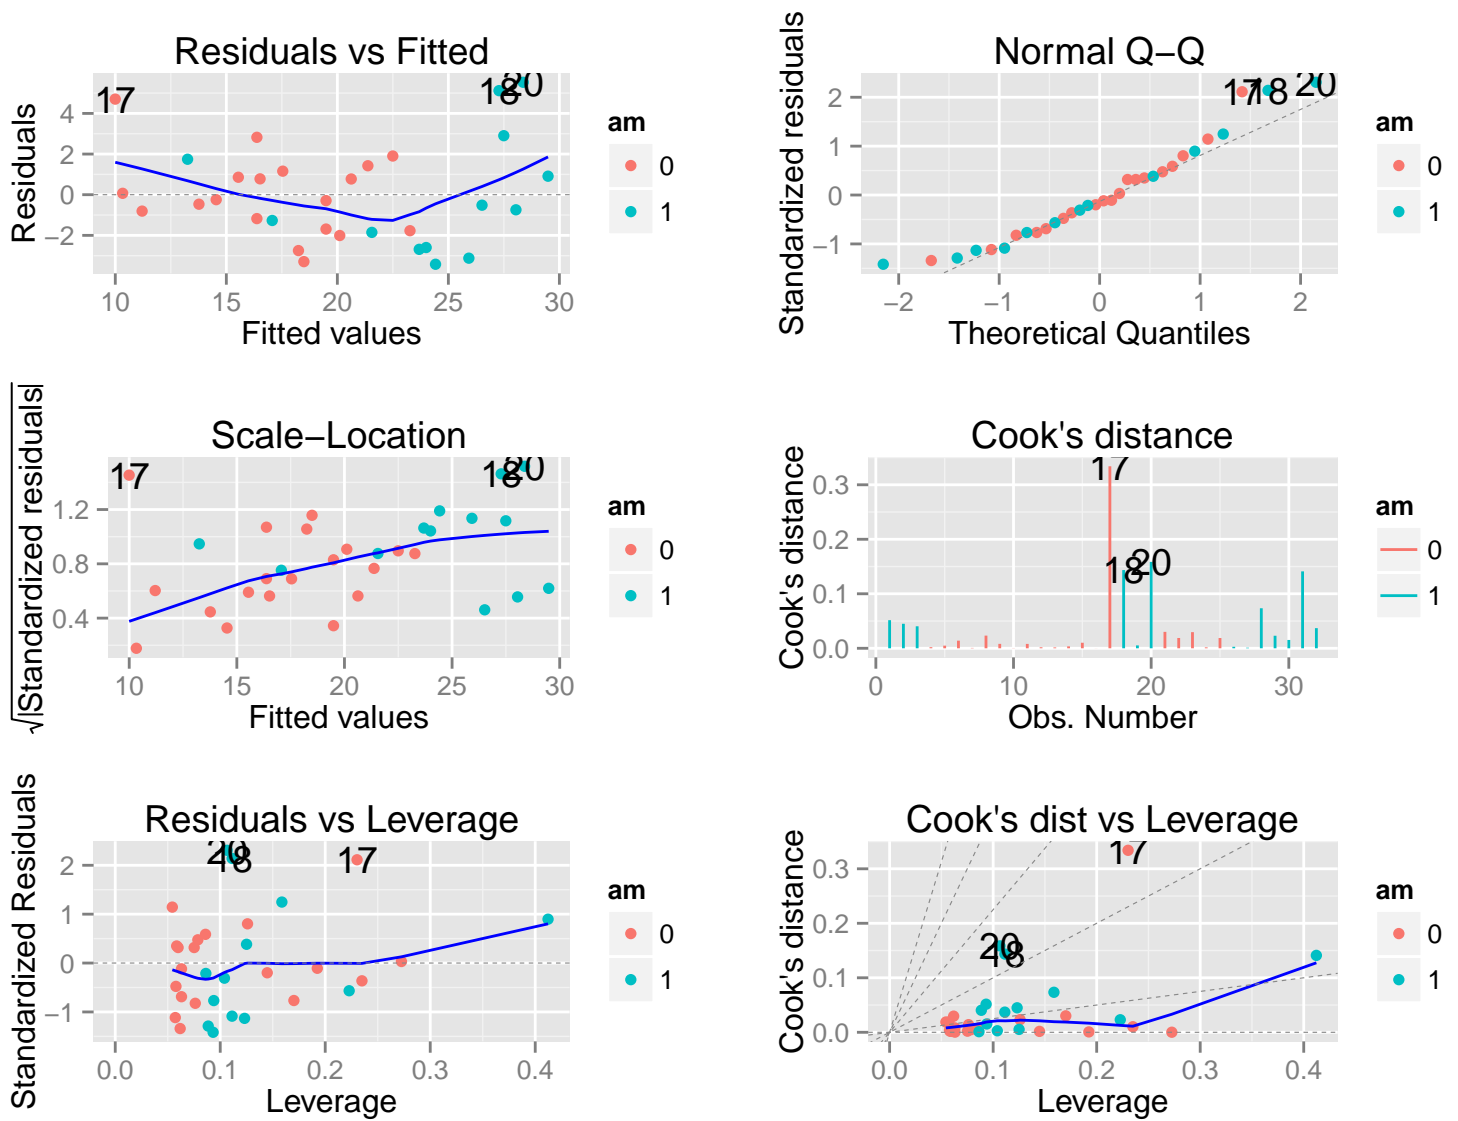 Residuals vs Fitted
Residuals
4
2
0
−2
17
18
20
10 15 20 25 30
Fitted values
am
0
1
Normal Q−Q
Standardized residuals
2
1
0
−1
17
18
20
−2 −1 0 1 2
Theoretical Quantiles
am
0
1
Scale−Location
√|Standardized residuals|
1.2
0.8
0.4
17
18
20
10 15 20 25 30
Fitted values
am
0
1
Cook's distance
Cook's distance
0.3
0.2
0.1
0.0
17
18
20
0 10 20 30
Obs. Number
am
0
1
Residuals vs Leverage
Standardized Residuals
2
1
0
−1
20
18
17
0.0 0.1 0.2 0.3 0.4
Leverage
am
0
1
Cook's dist vs Leverage
Cook's distance
0.3
0.2
0.1
0.0
17
20
18
0.0 0.1 0.2 0.3 0.4
Leverage
am
0
1